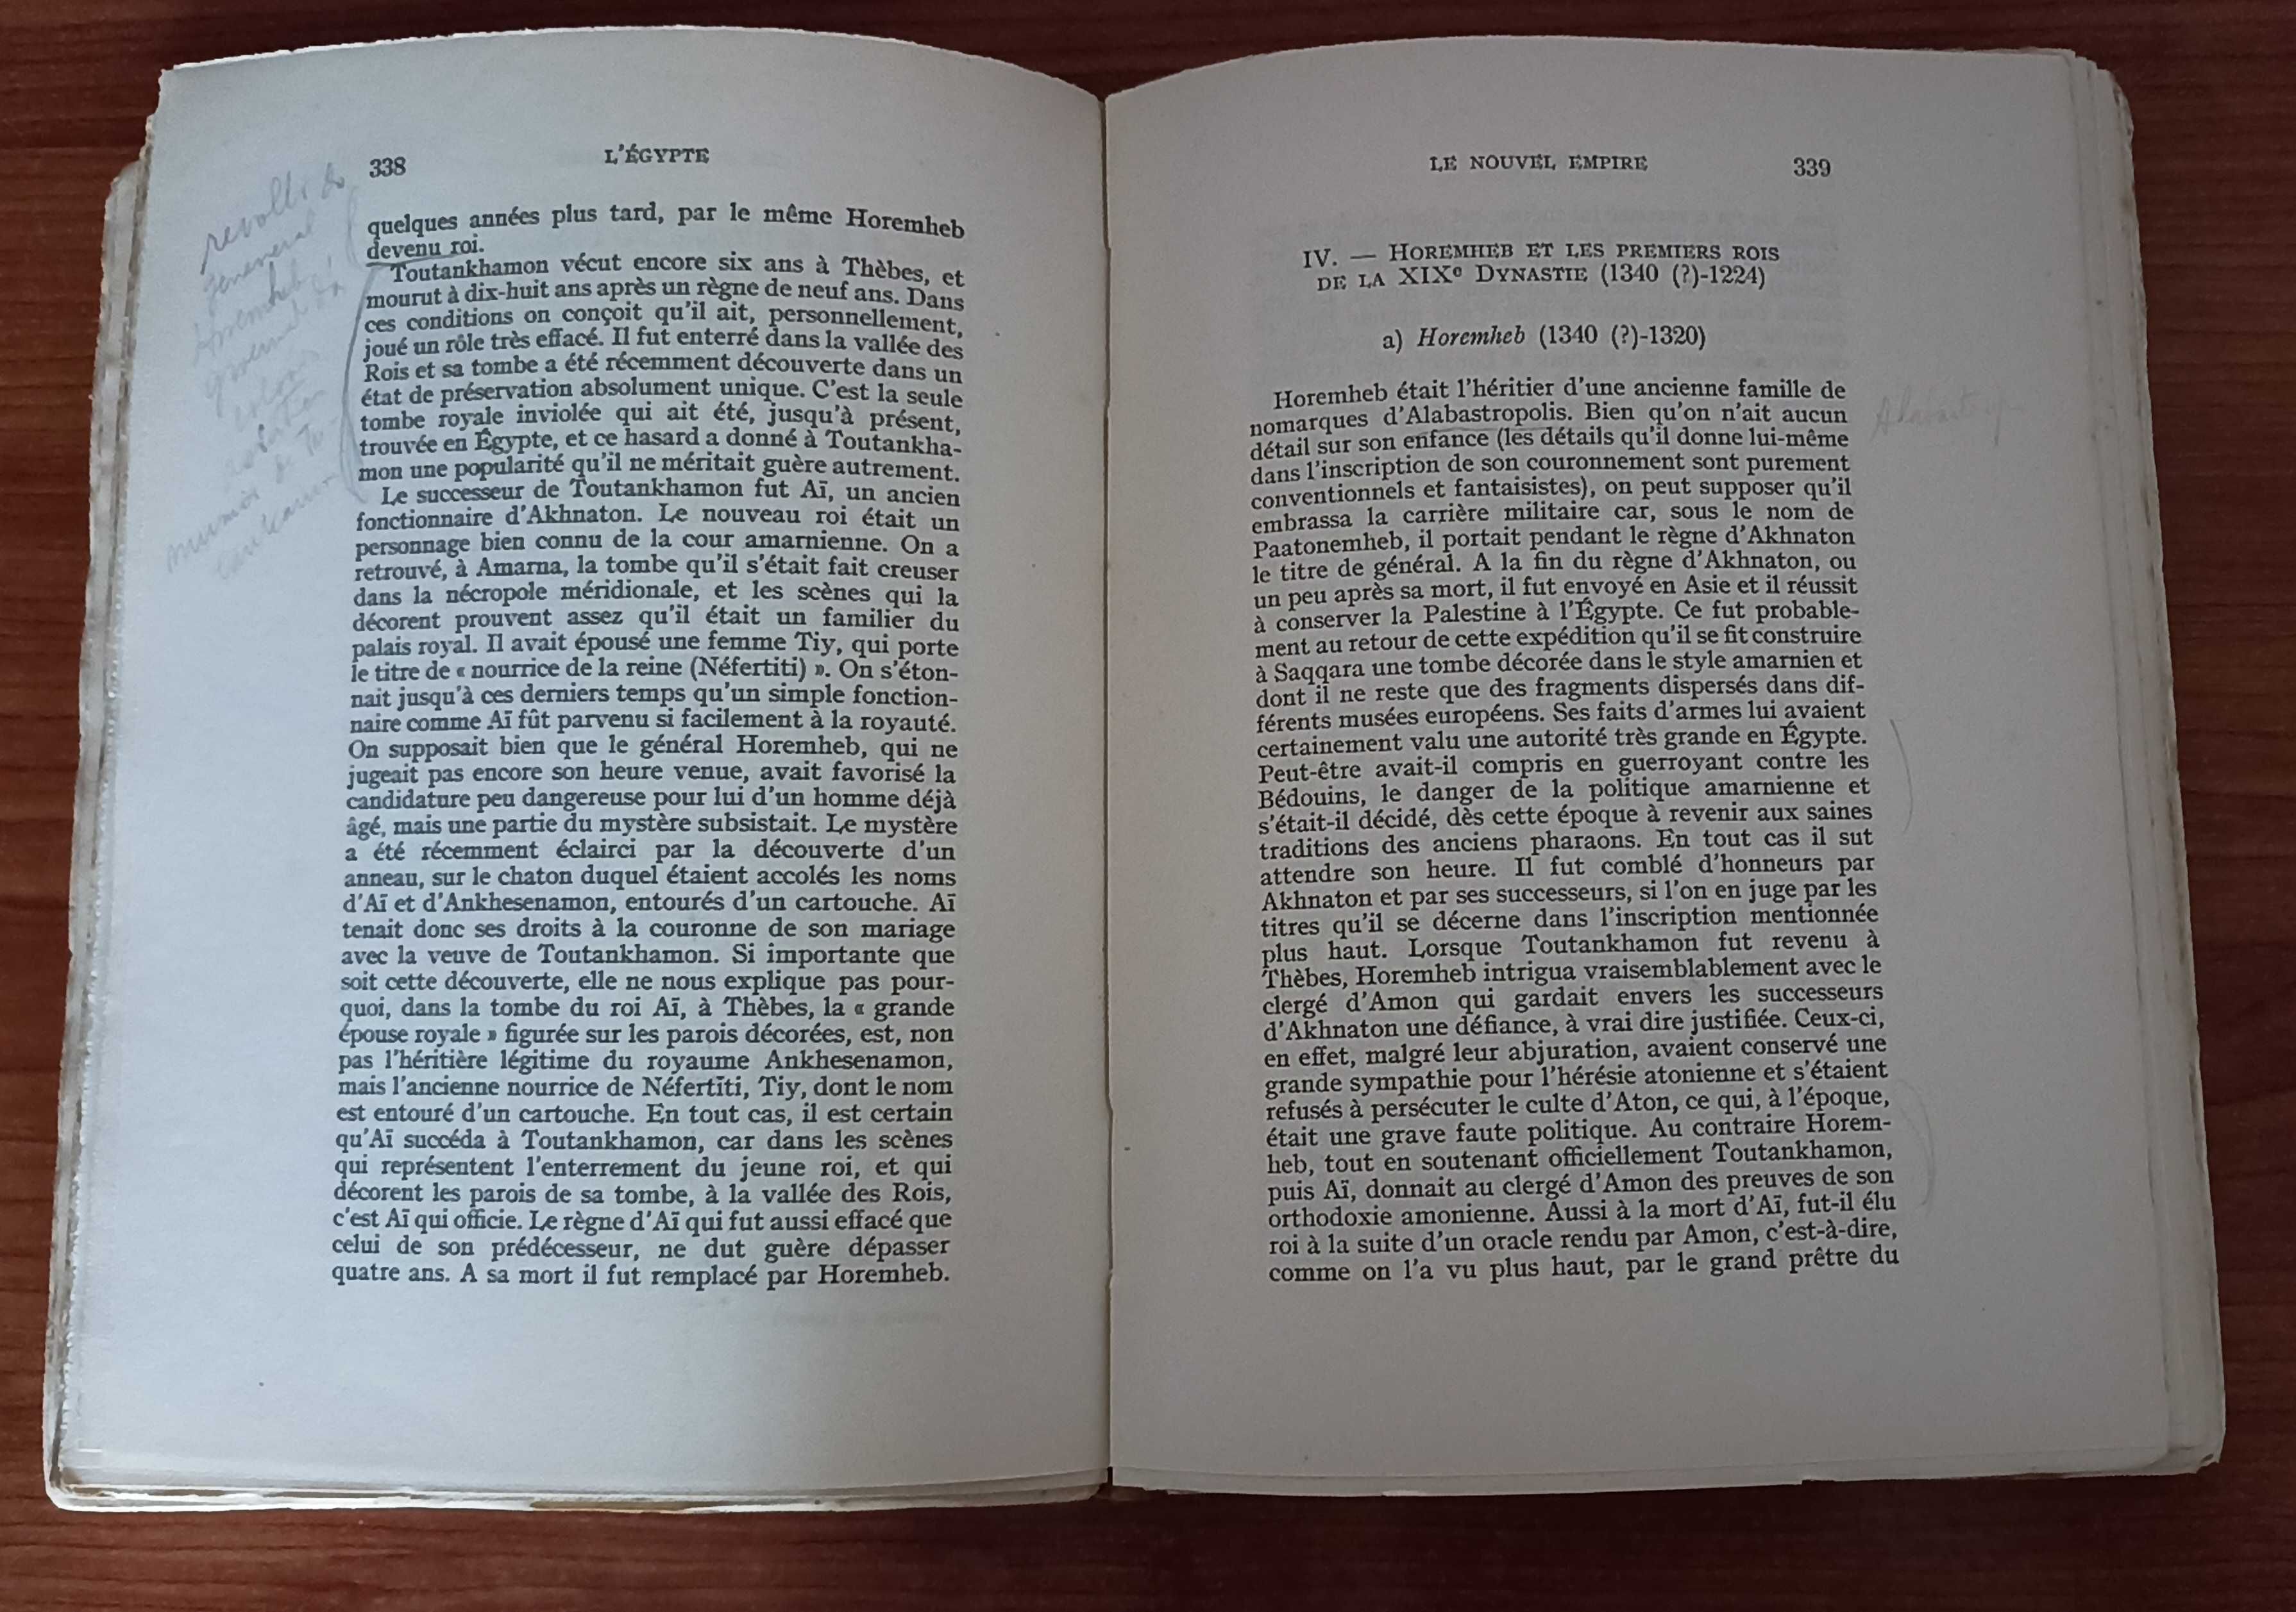 338
L'ÉGYPTE
quelques années plus tard, par le même Horemheb
devenu roi.
Toutankhamon vécut encore six ans à Thèbes, et
mourut à dix-huit ans après un règne de neuf ans. Dans
ces conditions on conçoit qu'il ait, personnellement,
joué un rôle très effacé. Il fut enterré dans la vallée des
Rois et sa tombe a été récemment découverte dans un
état de préservation absolument unique. C'est la seule
tombe royale inviolée qui ait été, jusqu'à présent,
trouvée en Égypte, et ce hasard a donné à Toutankha-
mon une popularité qu'il ne méritait guère autrement.
Le successeur de Toutankhamon fut Aï, un ancien
fonctionnaire d'Akhnaton. Le nouveau roi était un
personnage bien connu de la cour amarnienne. On a
retrouvé, à Amarna, la tombe qu'il s'était fait creuser
dans la nécropole méridionale, et les scènes qui la
décorent prouvent assez qu'il était un familier du
palais royal. Il avait épousé une femme Tiy, qui porte
le titre de « nourrice de la reine (Néfertiti) ». On s'éton-
nait jusqu'à ces derniers temps qu'un simple fonction-
naire comme Aï fût parvenu si facilement à la royauté.
On supposait bien que le général Horemheb, qui ne
jugeait pas encore son heure venue, avait favorisé la
candidature peu dangereuse pour lui d'un homme déjà
âgé, mais une partie du mystère subsistait. Le mystère
a été récemment éclairci par la découverte d'un
anneau, sur le chaton duquel étaient accolés les noms
d'Aï et d'Ankhesenamon, entourés d'un cartouche. Aï
tenait donc ses droits à la couronne de son mariage
avec la veuve de Toutankhamon. Si importante que
soit cette découverte, elle ne nous explique pas pour-
quoi, dans la tombe du roi Aï, à Thèbes, la « grande
épouse royale » figurée sur les parois décorées, est, non
pas l'héritière légitime du royaume Ankhesenamon,
mais l'ancienne nourrice de Néfertiti, Tiy, dont le nom
est entouré d'un cartouche. En tout cas, il est certain
qu'Aï succéda à Toutankhamon, car dans les scènes
qui représentent l'enterrement du jeune roi, et qui
décorent les parois de sa tombe, à la vallée des Rois,
c'est Aï qui officie. Le règne d'Aï qui fut aussi effacé que
celui de son prédécesseur, ne dut guère dépasser
quatre ans. A sa mort il fut remplacé par Horemheb.
LE NOUVEL EMPIRE
339
IV. — HOREMHEB ET LES PREMIERS ROIS
DE LA XIXe DYNASTIE (1340 (?)-1224)
a) Horemheb (1340 (?)-1320)
Horemheb était l'héritier d'une ancienne famille de
nomarques d'Alabastropolis. Bien qu'on n'ait aucun
détail sur son enfance (les détails qu'il donne lui-même
dans l'inscription de son couronnement sont purement
conventionnels et fantaisistes), on peut supposer qu'il
embrassa la carrière militaire car, sous le nom de
Paatonemheb, il portait pendant le règne d'Akhnaton
le titre de général. A la fin du règne d'Akhnaton, ou
un peu après sa mort, il fut envoyé en Asie et il réussit
à conserver la Palestine à l'Égypte. Ce fut probable-
ment au retour de cette expédition qu'il se fit construire
à Saqqara une tombe décorée dans le style amarnien et
dont il ne reste que des fragments dispersés dans dif-
férents musées européens. Ses faits d'armes lui avaient
certainement valu une autorité très grande en Égypte.
Peut-être avait-il compris en guerroyant contre les
Bédouins, le danger de la politique amarnienne et
s'était-il décidé, dès cette époque à revenir aux saines
traditions des anciens pharaons. En tout cas il sut
attendre son heure. Il fut comblé d'honneurs par
Akhnaton et par ses successeurs, si l'on en juge par les
titres qu'il se décerne dans l'inscription mentionnée
plus haut. Lorsque Toutankhamon fut revenu à
Thèbes, Horemheb intrigua vraisemblablement avec le
clergé d'Amon qui gardait envers les successeurs
d'Akhnaton une défiance, à vrai dire justifiée. Ceux-ci,
en effet, malgré leur abjuration, avaient conservé une
grande sympathie pour l'hérésie atonienne et s'étaient
refusés à persécuter le culte d'Aton, ce qui, à l'époque,
était une grave faute politique. Au contraire Horem-
heb, tout en soutenant officiellement Toutankhamon,
puis Aï, donnait au clergé d'Amon des preuves de son
orthodoxie amonienne. Aussi à la mort d'Aï, fut-il élu
roi à la suite d'un oracle rendu par Amon, c'est-à-dire,
comme on l'a vu plus haut, par le grand prêtre du